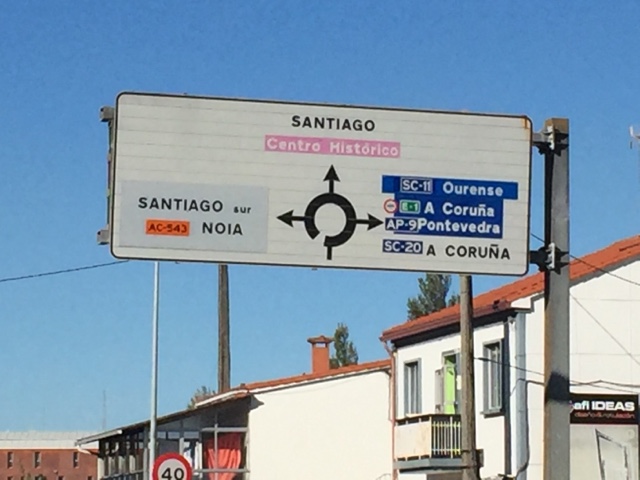 SANTIAGO
Centro Histórico
SANTIAGO sur
AC-543 NOIA
SC-11 Ourense
E-1 A Coruña
AP-9 Pontevedra
SC-20 A CORUÑA
40
afi IDEAS